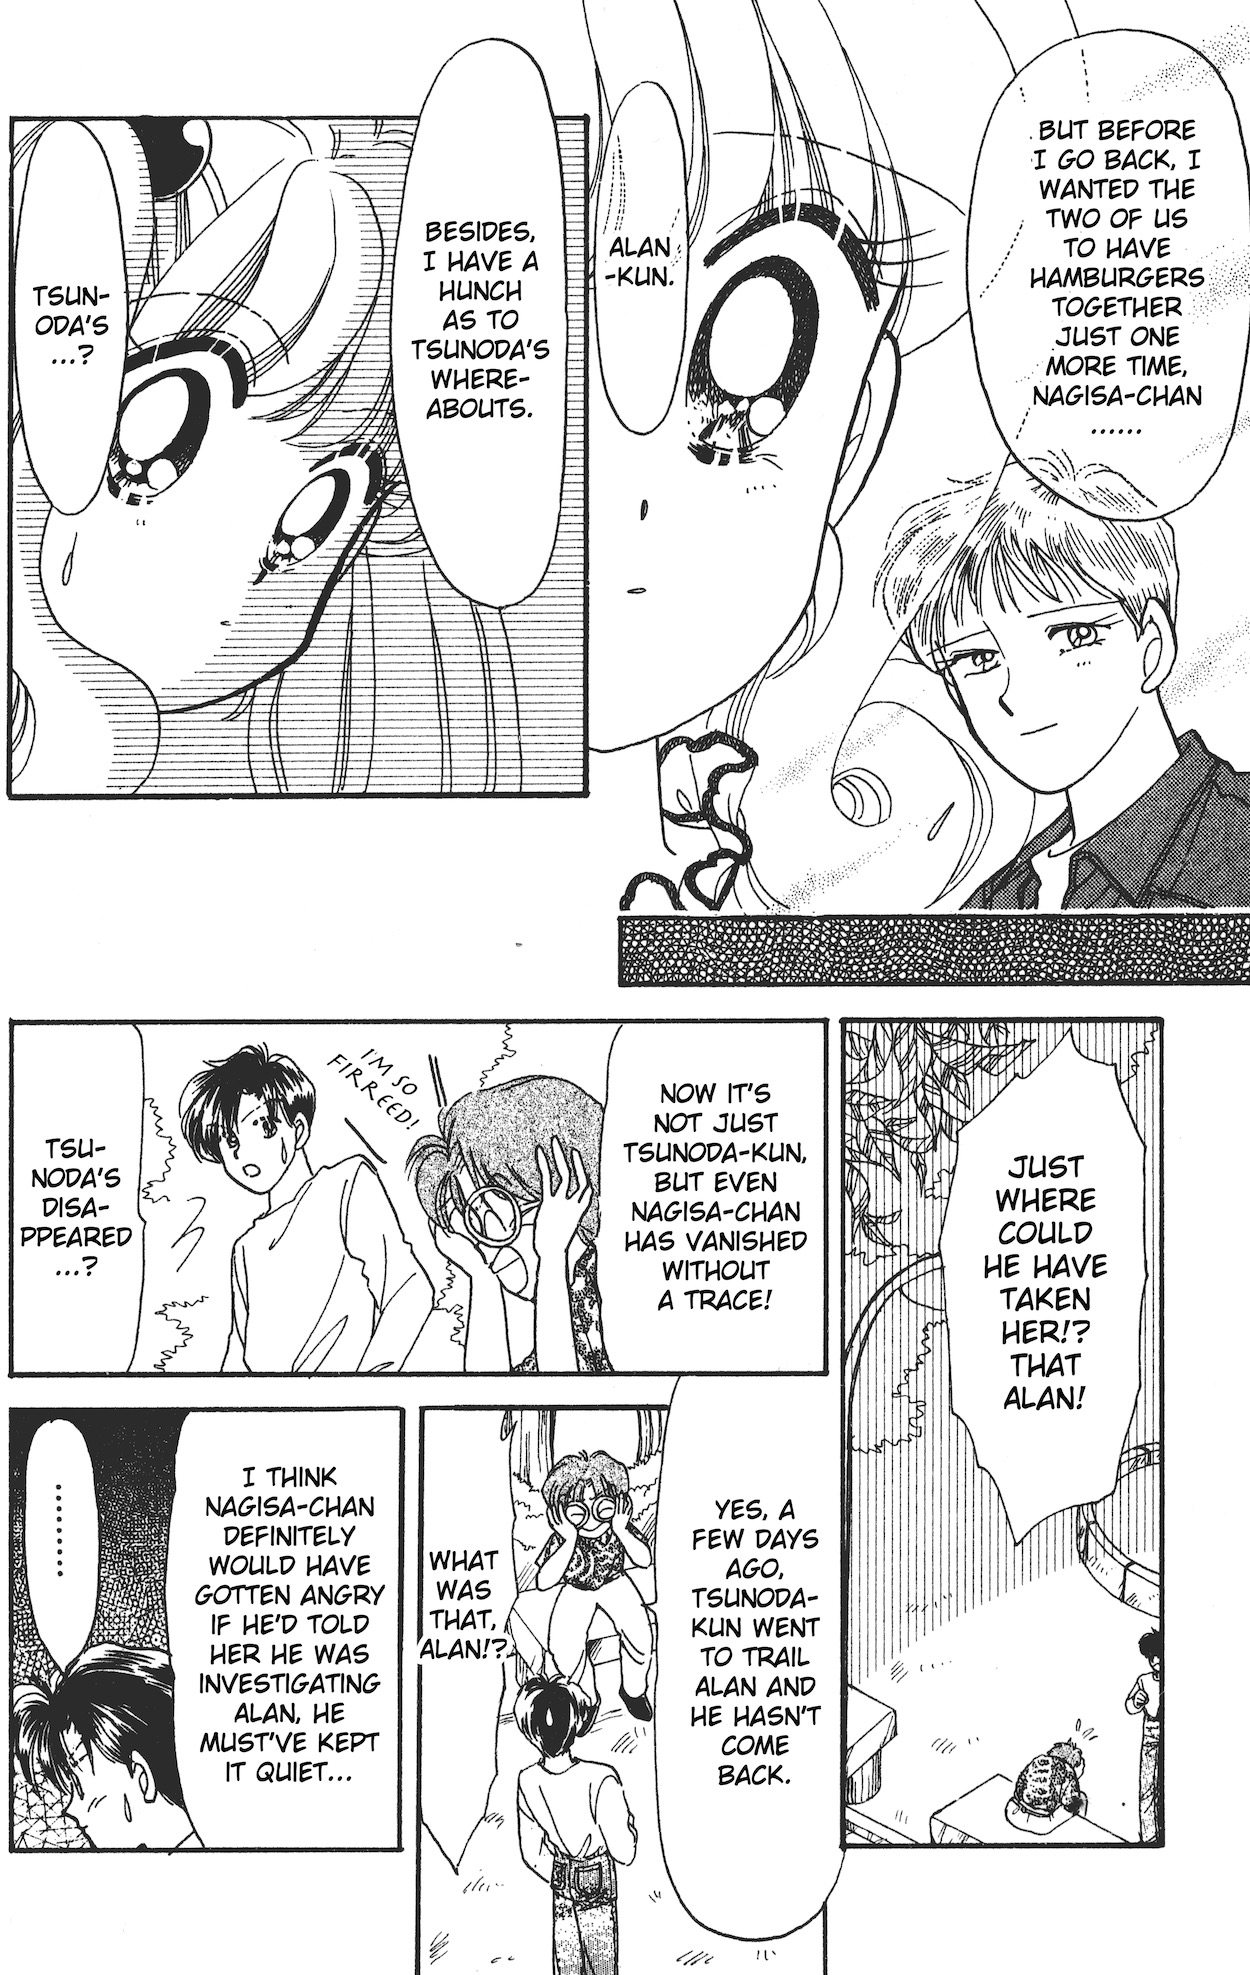 BUT BEFORE
I GO BACK, I
WANTED THE
TWO OF US
TO HAVE
HAMBURGERS
TOGETHER
JUST ONE
MORE TIME,
NAGISA-CHAN
......
ALAN
-KUN.
BESIDES,
I HAVE A
HUNCH
AS TO
TSUNODA'S
WHERE-
ABOUTS.
TSUN-
ODA'S
...?
JUST
WHERE
COULD
HE HAVE
TAKEN
HER!?
THAT
ALAN!
NOW IT'S
NOT JUST
TSUNODA-KUN,
BUT EVEN
NAGISA-CHAN
HAS VANISHED
WITHOUT
A TRACE!
I'M SO
FIRREED!
TSU-
NODA'S
DISA-
PPEARED
...?
YES, A
FEW DAYS
AGO,
TSUNODA-
KUN WENT
TO TRAIL
ALAN AND
HE HASN'T
COME
BACK.
WHAT
WAS
THAT,
ALAN!?
I THINK
NAGISA-CHAN
DEFINITELY
WOULD HAVE
GOTTEN ANGRY
IF HE'D TOLD
HER HE WAS
INVESTIGATING
ALAN, HE
MUST'VE KEPT
IT QUIET...
.........